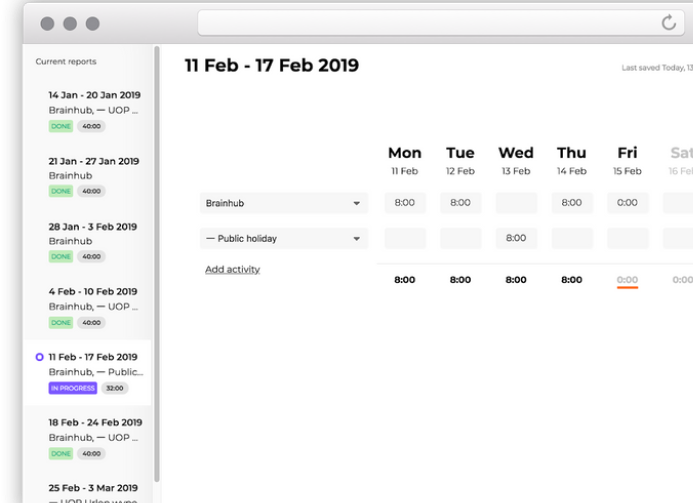 Current reports
14 Jan - 20 Jan 2019
Brainhub, — UOP ...
DONE 40:00
21 Jan - 27 Jan 2019
Brainhub
DONE 40:00
28 Jan - 3 Feb 2019
Brainhub
DONE 40:00
4 Feb - 10 Feb 2019
Brainhub, — UOP ...
DONE 40:00
11 Feb - 17 Feb 2019
Brainhub, — Public...
IN PROGRESS 32:00
18 Feb - 24 Feb 2019
Brainhub, — UOP ...
DONE 40:00
25 Feb - 3 Mar 2019
— UOP Urlop wypo
11 Feb - 17 Feb 2019
Last saved Today, 13
Mon Tue Wed Thu Fri Sat
11 Feb 12 Feb 13 Feb 14 Feb 15 Feb 16 Feb
Brainhub 8:00 8:00 8:00 0:00
— Public holiday 8:00
Add activity
8:00 8:00 8:00 8:00 0:00 0:00